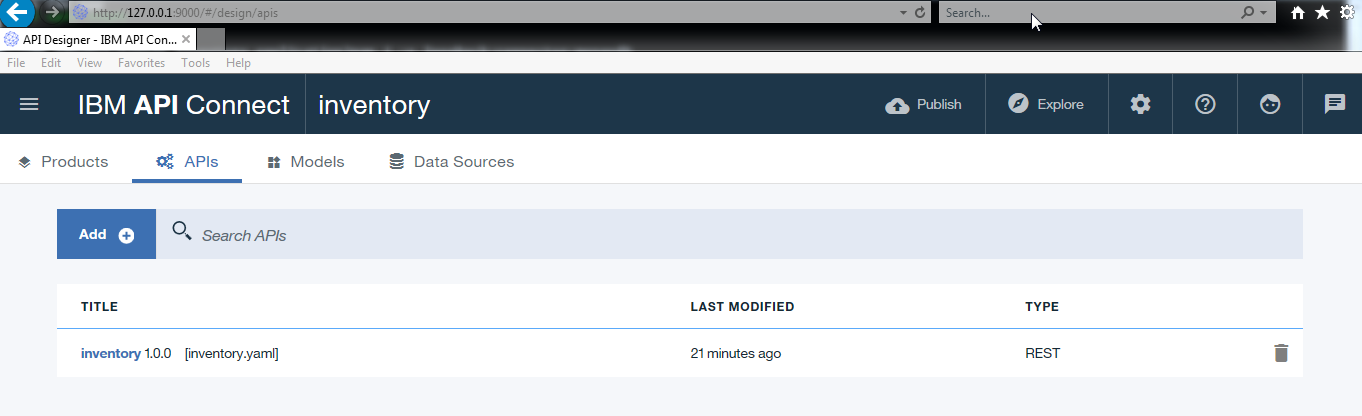 http://127.0.0.1:9000/#/design/apis
Search...
API Designer - IBM API Con...
File Edit View Favorites Tools Help
IBM API Connect inventory Publish Explore
Products APIs Models Data Sources
Add Search APIs
TITLE LAST MODIFIED TYPE
inventory 1.0.0 [inventory.yaml] 21 minutes ago REST